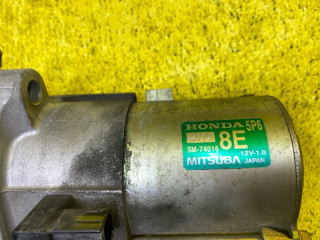 HONDA 5P6
8E
SM-74016
12V-1.0
MITSUBA JAPAN